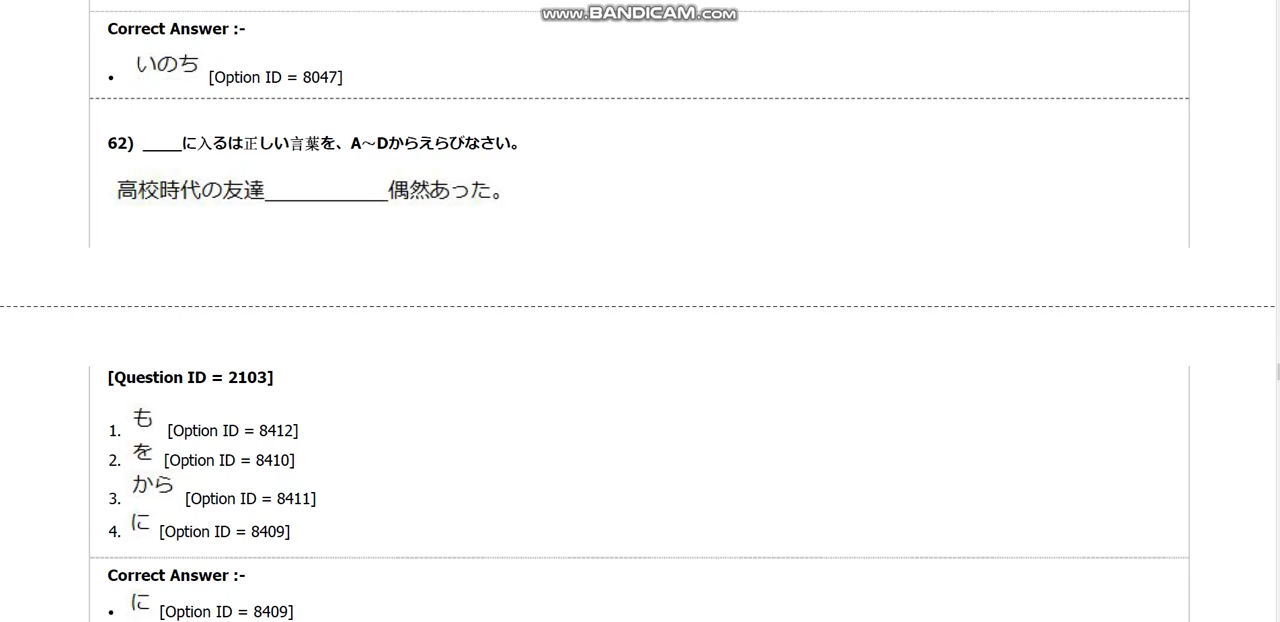 www.BANDICAM.com
Correct Answer :-
• いのち [Option ID = 8047]
62) _____に入るは正しい言葉を、A～Dからえらびなさい。
高校時代の友達___________偶然あった。
[Question ID = 2103]
1. も [Option ID = 8412]
2. を [Option ID = 8410]
3. から [Option ID = 8411]
4. に [Option ID = 8409]
Correct Answer :-
• に [Option ID = 8409]